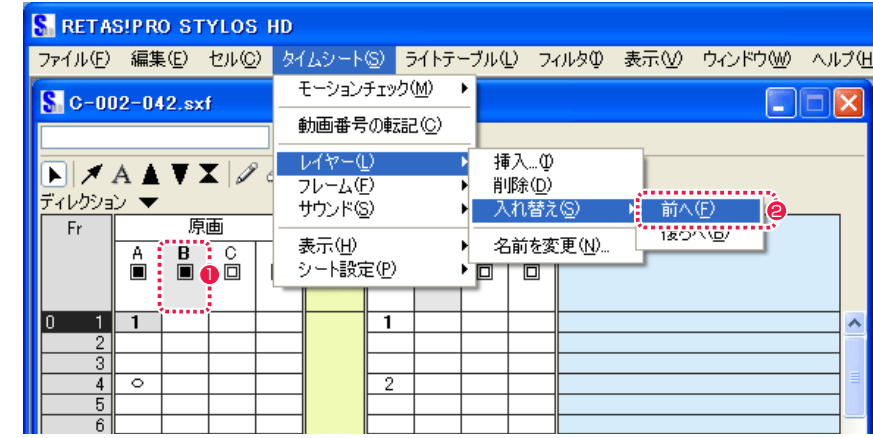 RETAS!PRO STYLOS HD
ファイル(F) 編集(E) セル(C) タイムシート(S) ライトテーブル(L) フィルタ(I) 表示(V) ウィンドウ(W) ヘルプ(H
C-002-042.sxf
モーションチェック(M)
動画番号の転記(C)
レイヤー(L)
フレーム(F)
サウンド(S)
表示(H)
シート設定(P)
挿入...(I)
削除(D)
入れ替え(S)
名前を変更(N)...
前へ(F)
後ろへ(B)
2
A
ディレクション
Fr 原画
A B C
1
0 1 1 1
2
3
4 ○ 2
5
6